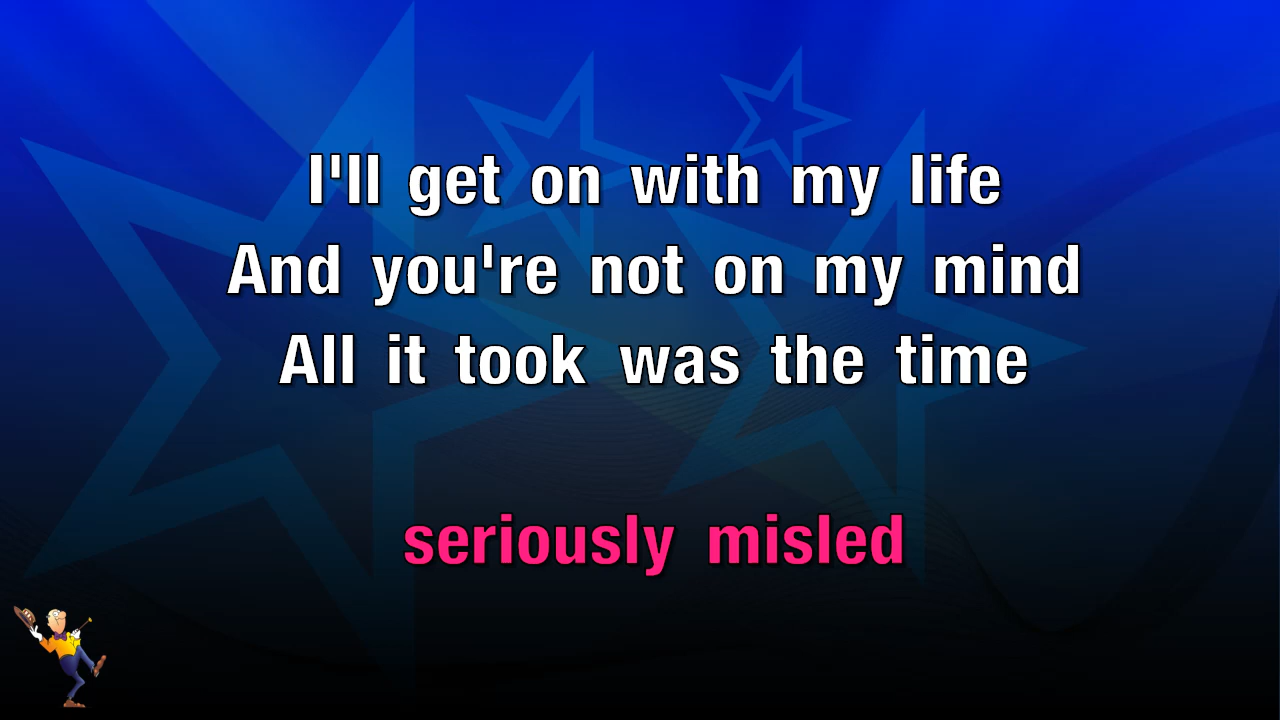 I'll get on with my life
And you're not on my mind
All it took was the time
seriously misled